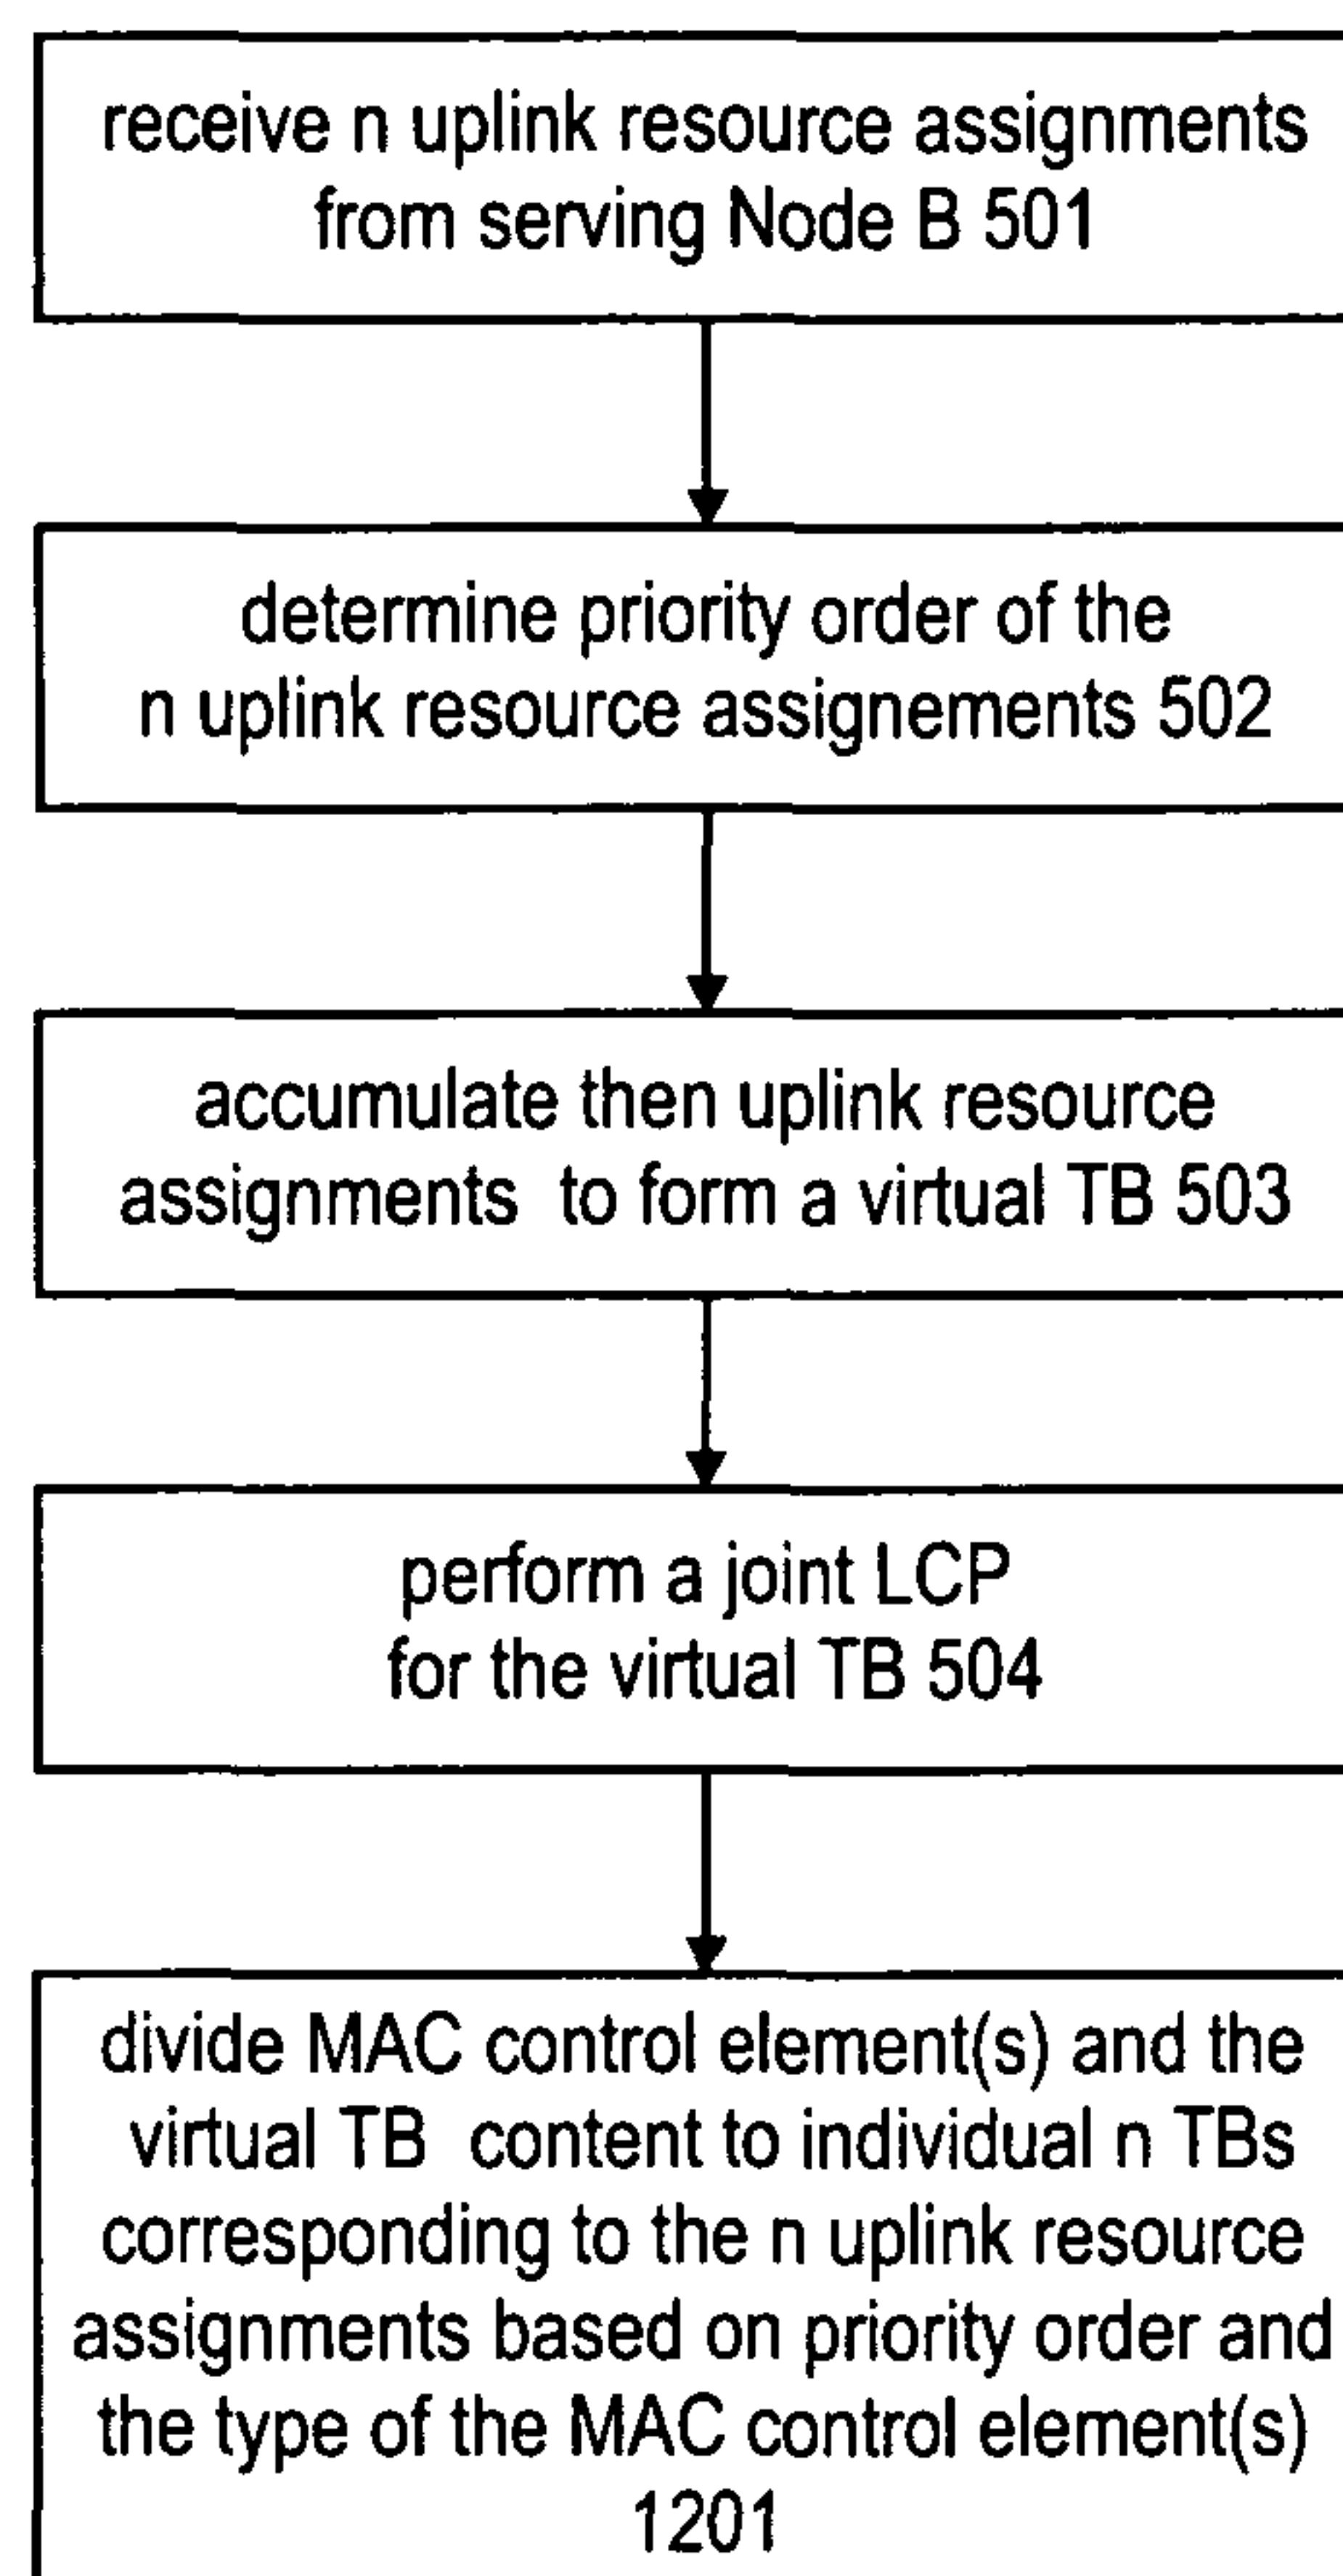 receive n uplink resource assignments
from serving Node B 501
determine priority order of the
n uplink resource assignements 502
accumulate then uplink resource
assignments to form a virtual TB 503
perform a joint LCP
for the virtual TB 504
divide MAC control element(s) and the
virtual TB content to individual n TBs
corresponding to the n uplink resource
assignments based on priority order and
the type of the MAC control element(s)
1201